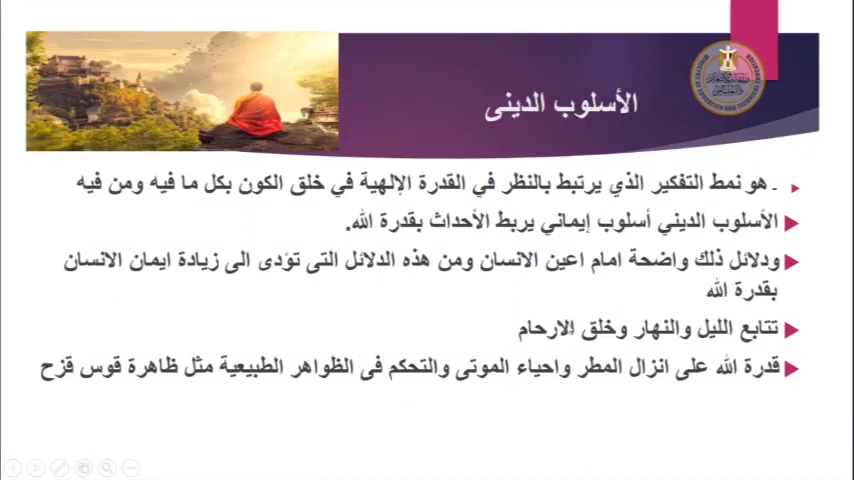 الأسلوب الدينى
- هو نمط التفكير الذي يرتبط بالنظر في القدرة الإلهية في خلق الكون بكل ما فيه ومن فيه
الأسلوب الديني أسلوب إيماني يربط الأحداث بقدرة الله.
ودلائل ذلك واضحة امام اعين الانسان ومن هذه الدلائل التى تؤدى الى زيادة ايمان الانسان
بقدرة الله
تتابع الليل والنهار وخلق الارحام
قدرة الله على انزال المطر واحياء الموتى والتحكم فى الظواهر الطبيعية مثل ظاهرة قوس قزح